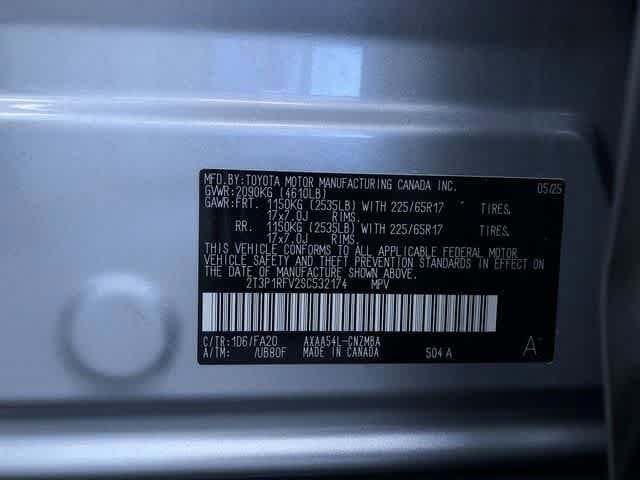 MFD.BY:TOYOTA MOTOR MANUFACTURING CANADA INC. 05/25
GVWR:2090KG (4610LB)
GAWR:FRT. 1150KG (2535LB) WITH 225/65R17 TIRES,
17x7.0J RIMS,
RR. 1150KG (2535LB) WITH 225/65R17 TIRES,
17x7.0J RIMS.
THIS VEHICLE CONFORMS TO ALL APPLICABLE FEDERAL MOTOR
VEHICLE SAFETY AND THEFT PREVENTION STANDARDS IN EFFECT
ON THE DATE OF MANUFACTURE SHOWN ABOVE.
2T3P1RFV2SC532174 MPV
C/TR:1D6/FA20 AXAA54L-CNZMBA
A/TM: /UB80F MADE IN CANADA S04 A A